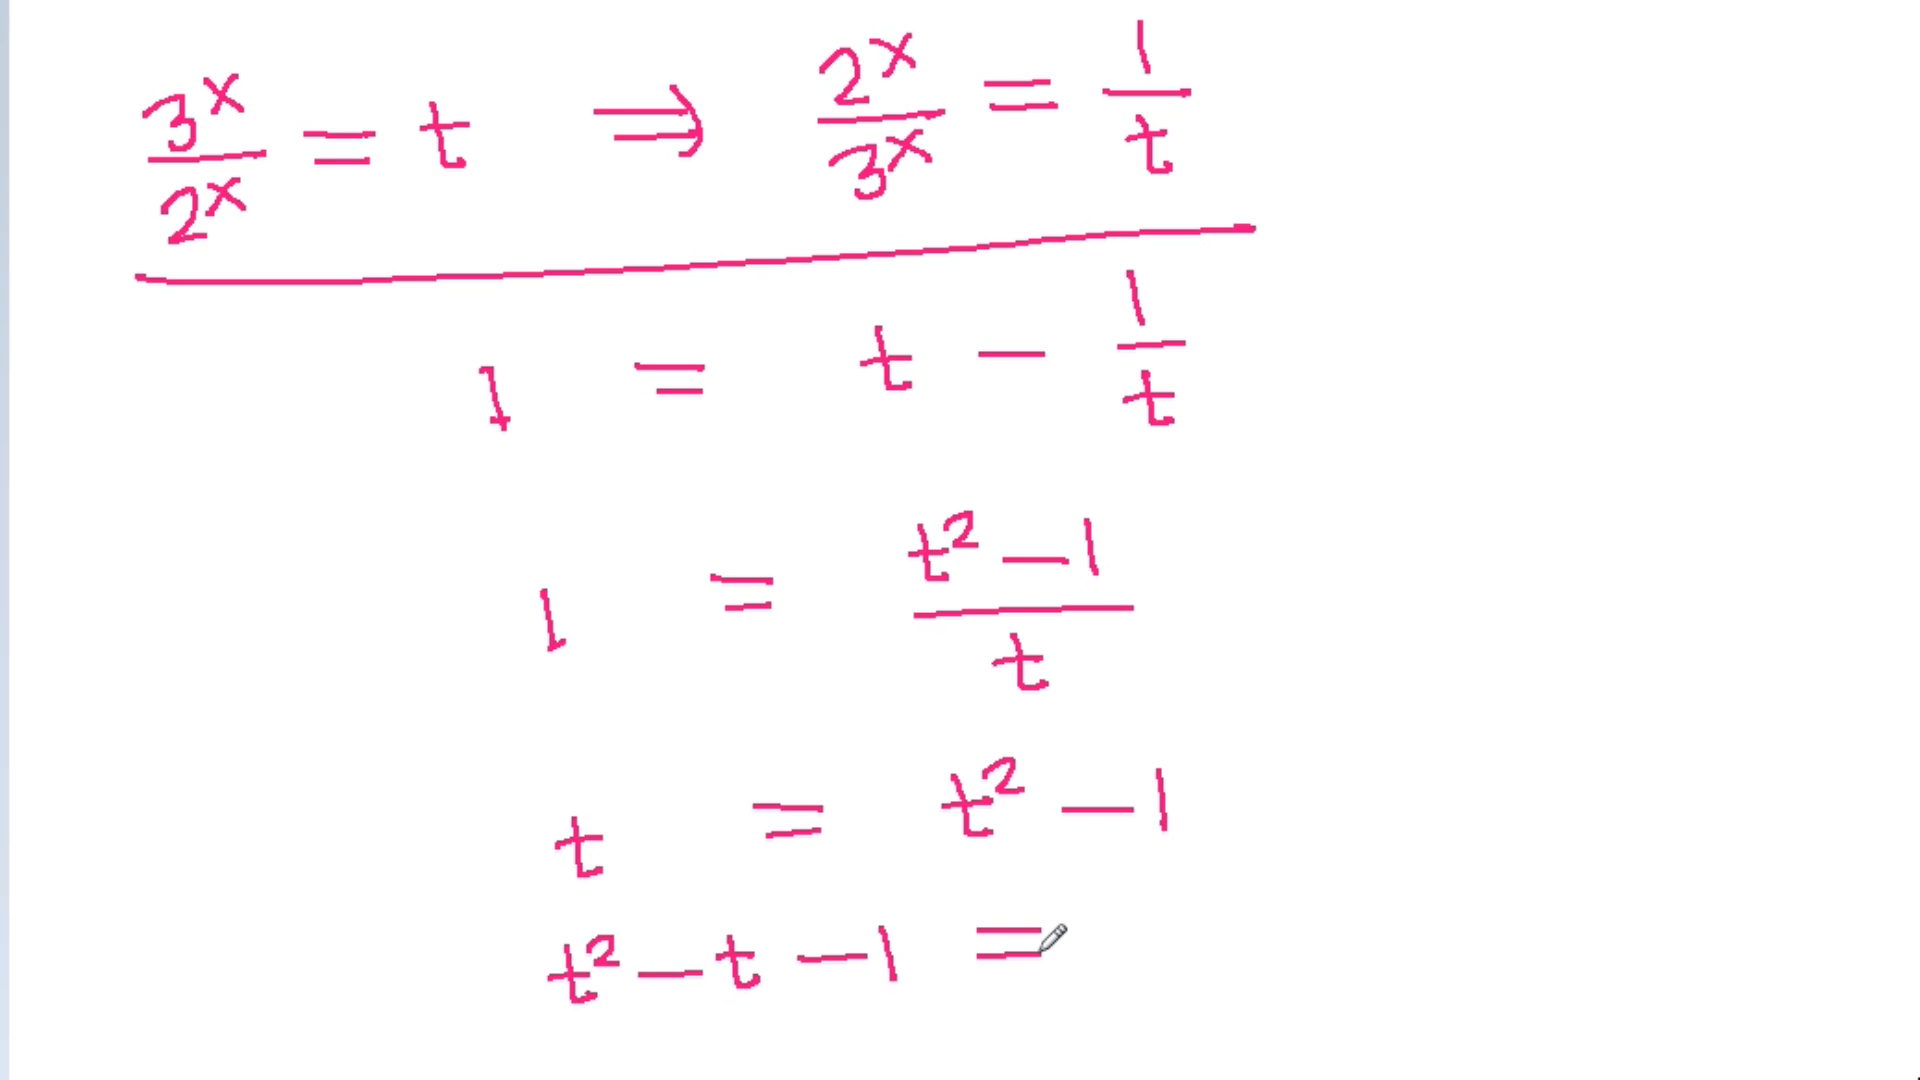 3^x/2^x = t ⇒ 2^x/3^x = 1/t
1 = t - 1/t
1 = (t^2 - 1)/t
t = t^2 - 1
t^2 - t - 1 =